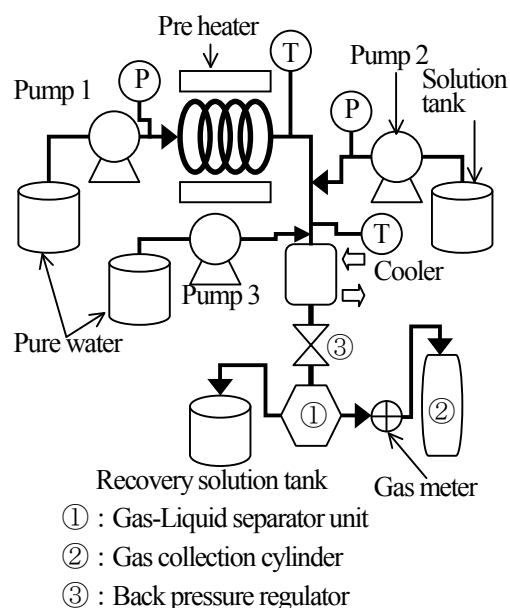 Pre heater
T
P
Pump 1
Pump 2
Solution
tank
P
T
Pump 3
Cooler
Pure water
③
①
②
Recovery solution tank
Gas meter
① : Gas-Liquid separator unit
② : Gas collection cylinder
③ : Back pressure regulator